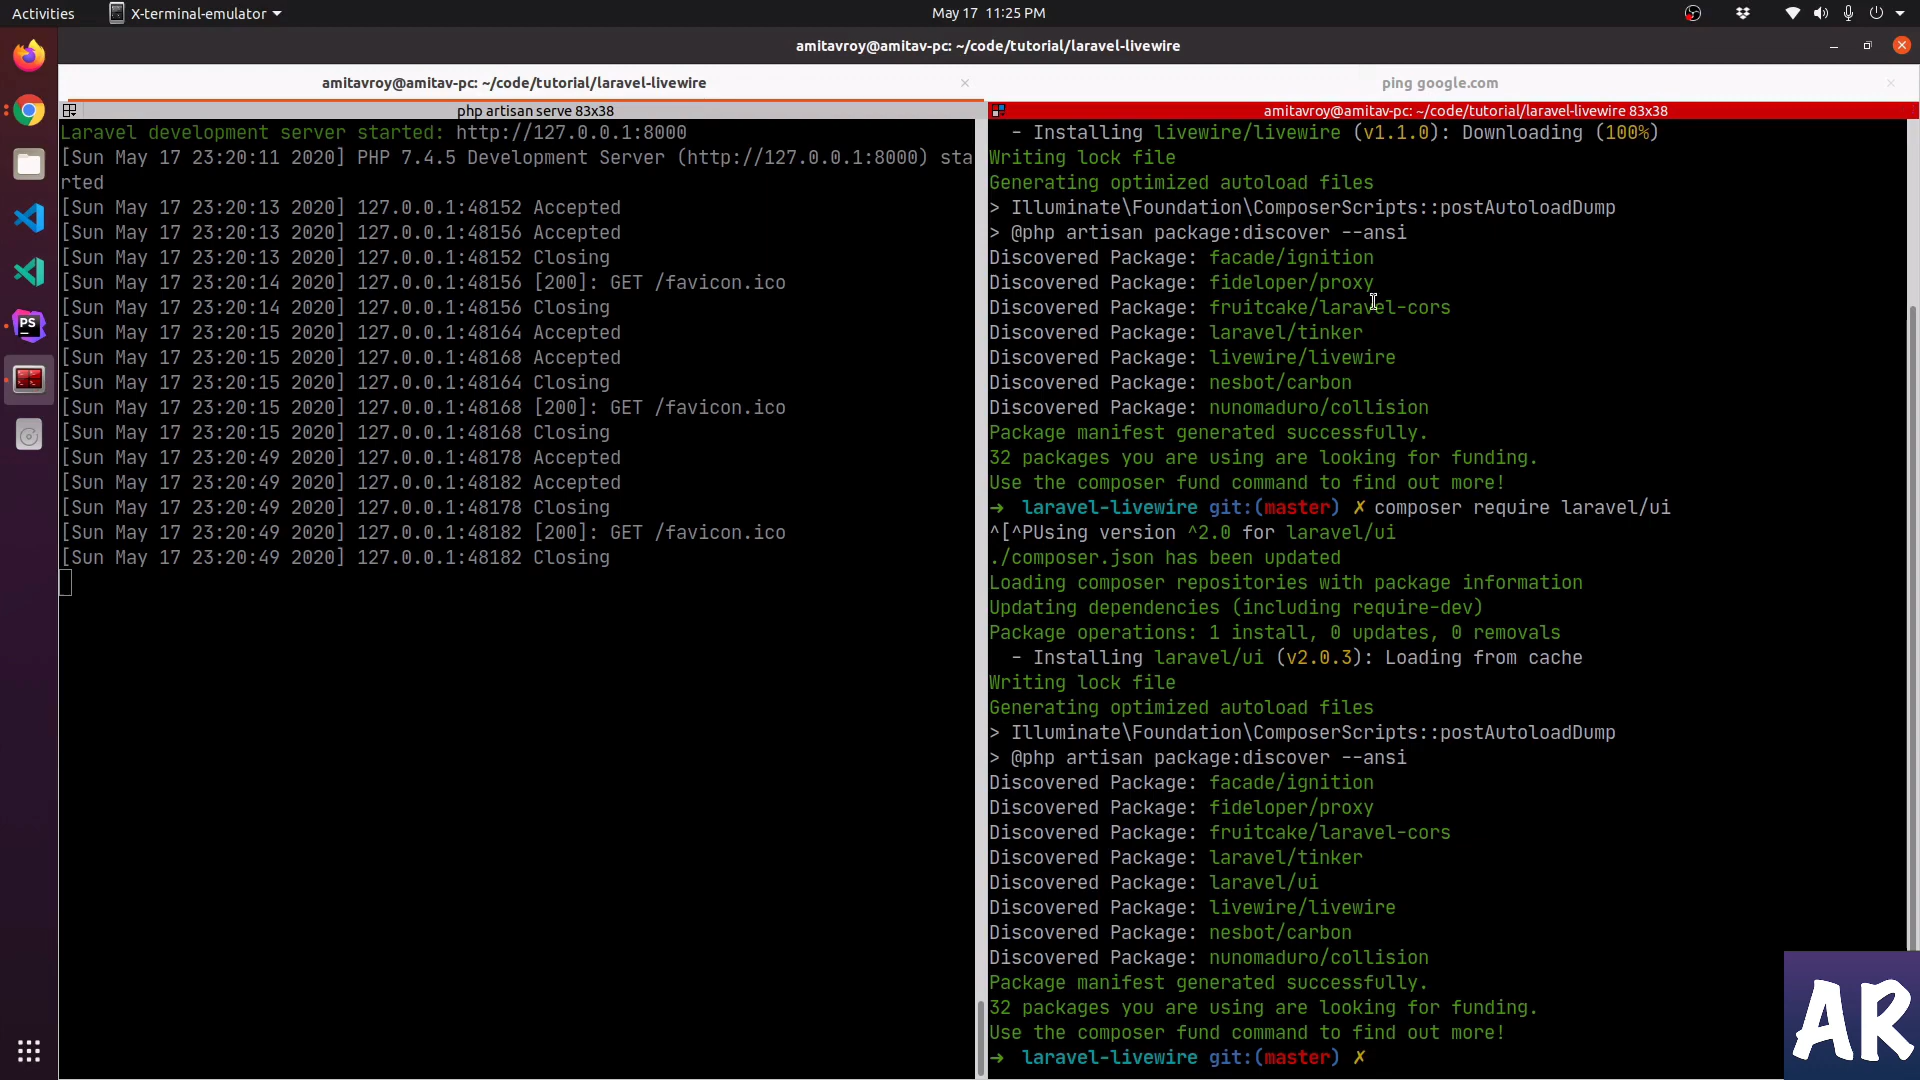 Activities
X-terminal-emulator
May 17 11:25 PM
amitavroy@amitav-pc: ~/code/tutorial/laravel-livewire
amitavroy@amitav-pc: ~/code/tutorial/laravel-livewire
ping google.com
php artisan serve 83x38
Laravel development server started: http://127.0.0.1:8000
[Sun May 17 23:20:11 2020] PHP 7.4.5 Development Server (http://127.0.0.1:8000) sta
rted
[Sun May 17 23:20:13 2020] 127.0.0.1:48152 Accepted
[Sun May 17 23:20:13 2020] 127.0.0.1:48156 Accepted
[Sun May 17 23:20:13 2020] 127.0.0.1:48152 Closing
[Sun May 17 23:20:14 2020] 127.0.0.1:48156 [200]: GET /favicon.ico
[Sun May 17 23:20:14 2020] 127.0.0.1:48156 Closing
[Sun May 17 23:20:15 2020] 127.0.0.1:48164 Accepted
[Sun May 17 23:20:15 2020] 127.0.0.1:48168 Accepted
[Sun May 17 23:20:15 2020] 127.0.0.1:48164 Closing
[Sun May 17 23:20:15 2020] 127.0.0.1:48168 [200]: GET /favicon.ico
[Sun May 17 23:20:15 2020] 127.0.0.1:48168 Closing
[Sun May 17 23:20:49 2020] 127.0.0.1:48178 Accepted
[Sun May 17 23:20:49 2020] 127.0.0.1:48182 Accepted
[Sun May 17 23:20:49 2020] 127.0.0.1:48178 Closing
[Sun May 17 23:20:49 2020] 127.0.0.1:48182 [200]: GET /favicon.ico
[Sun May 17 23:20:49 2020] 127.0.0.1:48182 Closing
amitavroy@amitav-pc: ~/code/tutorial/laravel-livewire 83x38
- Installing livewire/livewire (v1.1.0): Downloading (100%)
Writing lock file
Generating optimized autoload files
> Illuminate\Foundation\ComposerScripts::postAutoloadDump
> @php artisan package:discover --ansi
Discovered Package: facade/ignition
Discovered Package: fideloper/proxy
Discovered Package: fruitcake/laravel-cors
Discovered Package: laravel/tinker
Discovered Package: livewire/livewire
Discovered Package: nesbot/carbon
Discovered Package: nunomaduro/collision
Package manifest generated successfully.
32 packages you are using are looking for funding.
Use the composer fund command to find out more!
→ laravel-livewire git:(master) ✗ composer require laravel/ui
^[^PUsing version ^2.0 for laravel/ui
./composer.json has been updated
Loading composer repositories with package information
Updating dependencies (including require-dev)
Package operations: 1 install, 0 updates, 0 removals
- Installing laravel/ui (v2.0.3): Loading from cache
Writing lock file
Generating optimized autoload files
> Illuminate\Foundation\ComposerScripts::postAutoloadDump
> @php artisan package:discover --ansi
Discovered Package: facade/ignition
Discovered Package: fideloper/proxy
Discovered Package: fruitcake/laravel-cors
Discovered Package: laravel/tinker
Discovered Package: laravel/ui
Discovered Package: livewire/livewire
Discovered Package: nesbot/carbon
Discovered Package: nunomaduro/collision
Package manifest generated successfully.
32 packages you are using are looking for funding.
Use the composer fund command to find out more!
→ laravel-livewire git:(master) ✗
PS
AR